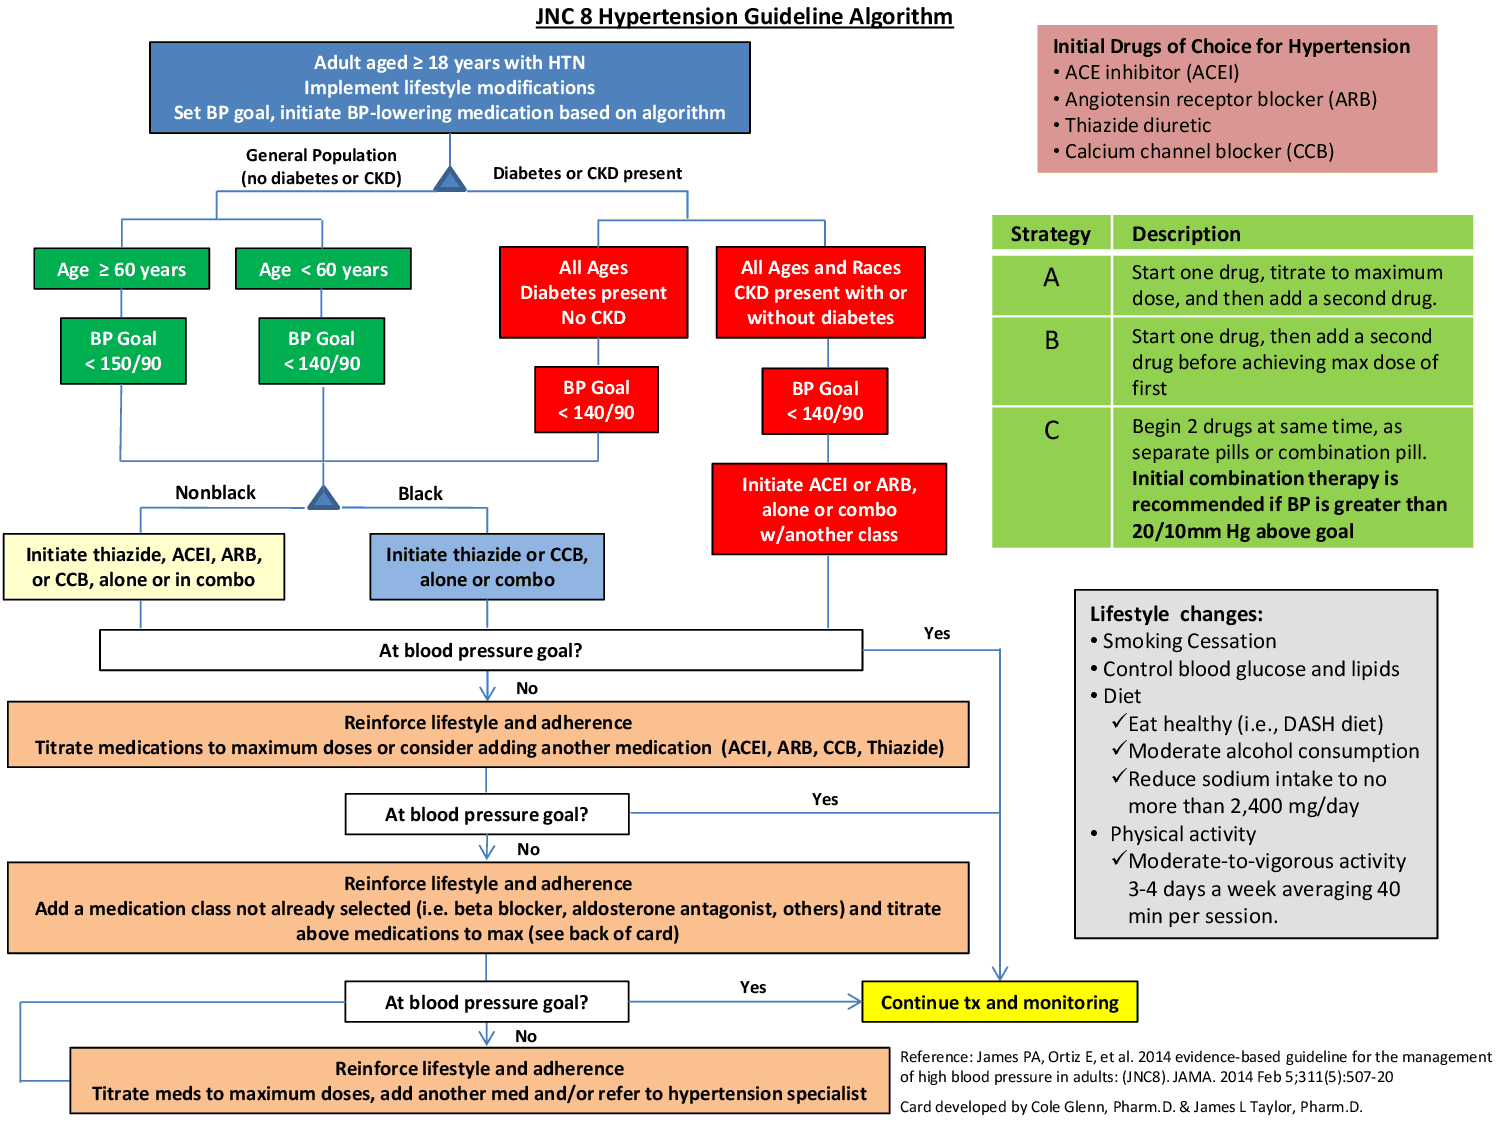 JNC 8 Hypertension Guideline Algorithm
Adult aged ≥ 18 years with HTN
Implement lifestyle modifications
Set BP goal, initiate BP-lowering medication based on algorithm
General Population
(no diabetes or CKD)
Diabetes or CKD present
Age ≥ 60 years
Age < 60 years
All Ages
Diabetes present
No CKD
All Ages and Races
CKD present with or
without diabetes
BP Goal
< 150/90
BP Goal
< 140/90
BP Goal
< 140/90
BP Goal
< 140/90
Nonblack
Black
Initiate thiazide, ACEI, ARB,
or CCB, alone or in combo
Initiate thiazide or CCB,
alone or combo
Initiate ACEI or ARB,
alone or combo
w/another class
At blood pressure goal?
Yes
No
Reinforce lifestyle and adherence
Titrate medications to maximum doses or consider adding another medication (ACEI, ARB, CCB, Thiazide)
At blood pressure goal?
Yes
No
Reinforce lifestyle and adherence
Add a medication class not already selected (i.e. beta blocker, aldosterone antagonist, others) and titrate
above medications to max (see back of card)
At blood pressure goal?
Yes
Continue tx and monitoring
No
Reinforce lifestyle and adherence
Titrate meds to maximum doses, add another med and/or refer to hypertension specialist
Initial Drugs of Choice for Hypertension
• ACE inhibitor (ACEI)
• Angiotensin receptor blocker (ARB)
• Thiazide diuretic
• Calcium channel blocker (CCB)
Strategy Description
A Start one drug, titrate to maximum
dose, and then add a second drug.
B Start one drug, then add a second
drug before achieving max dose of
first
C Begin 2 drugs at same time, as
separate pills or combination pill.
Initial combination therapy is
recommended if BP is greater than
20/10mm Hg above goal
Lifestyle changes:
• Smoking Cessation
• Control blood glucose and lipids
• Diet
✓Eat healthy (i.e., DASH diet)
✓Moderate alcohol consumption
✓Reduce sodium intake to no
more than 2,400 mg/day
• Physical activity
✓Moderate-to-vigorous activity
3-4 days a week averaging 40
min per session.
Reference: James PA, Ortiz E, et al. 2014 evidence-based guideline for the management
of high blood pressure in adults: (JNC8). JAMA. 2014 Feb 5;311(5):507-20
Card developed by Cole Glenn, Pharm.D. & James L Taylor, Pharm.D.